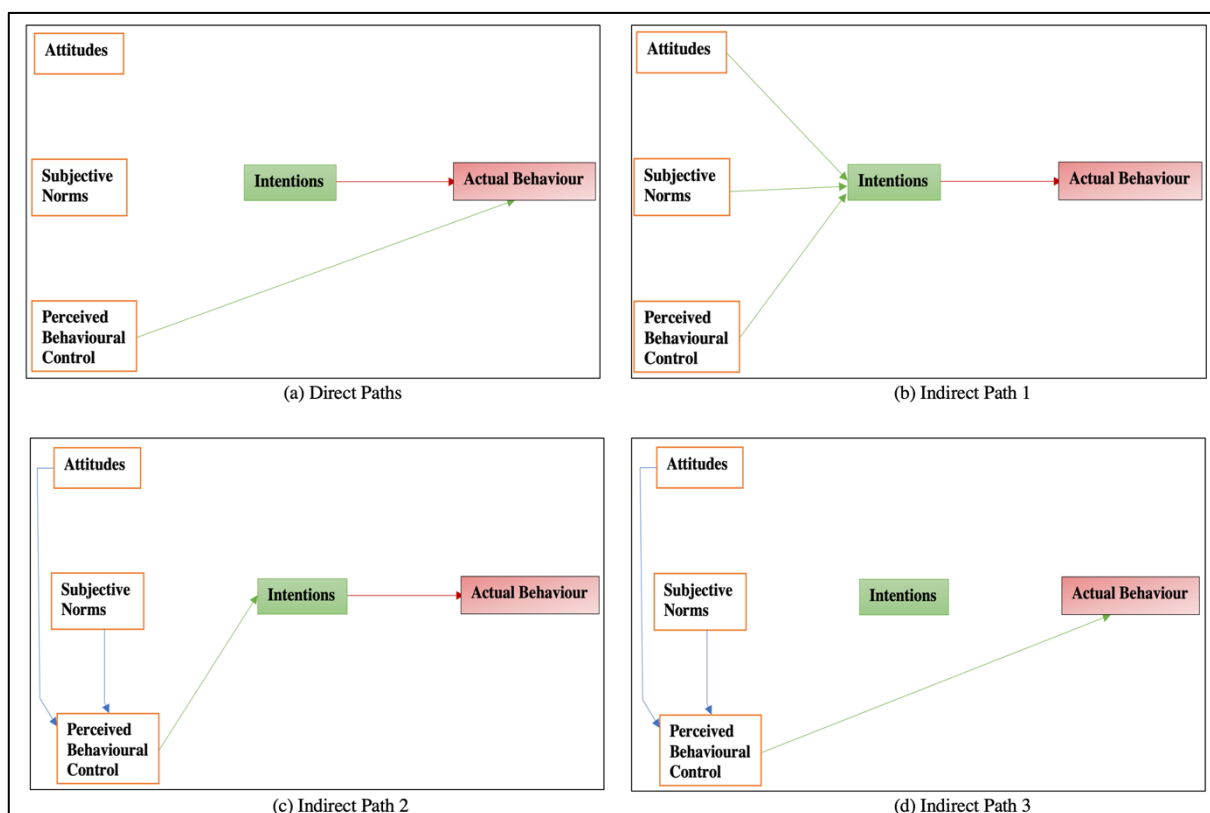 Attitudes
Subjective
Norms
Intentions
Actual Behaviour
Perceived
Behavioural
Control
(a) Direct Paths
Attitudes
Subjective
Norms
Intentions
Actual Behaviour
Perceived
Behavioural
Control
(b) Indirect Path 1
Attitudes
Subjective
Norms
Intentions
Actual Behaviour
Perceived
Behavioural
Control
(c) Indirect Path 2
Attitudes
Subjective
Norms
Intentions
Actual Behaviour
Perceived
Behavioural
Control
(d) Indirect Path 3